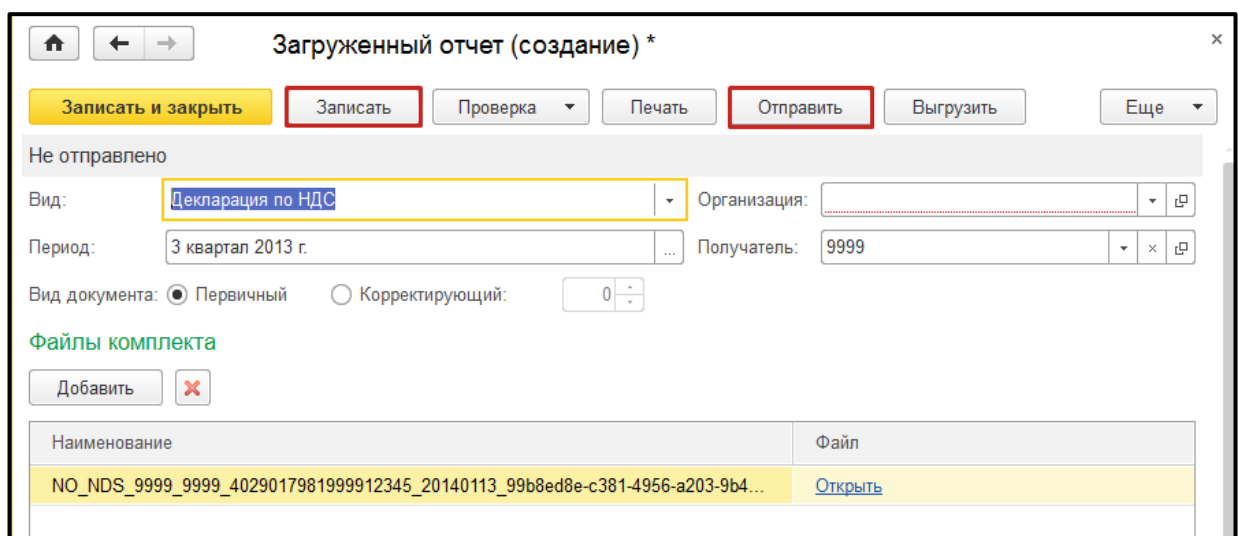 Загруженный отчет (создание) *
Записать и закрыть Записать Проверка Печать Отправить Выгрузить Еще
Не отправлено
Вид: Декларация по НДС Организация:
Период: 3 квартал 2013 г. ... Получатель: 9999
Вид документа: Первичный Корректирующий: 0
Файлы комплекта
Добавить
Наименование Файл
NO_NDS_9999_9999_4029017981999912345_20140113_99b8ed8e-c381-4956-a203-9b4... Открыть